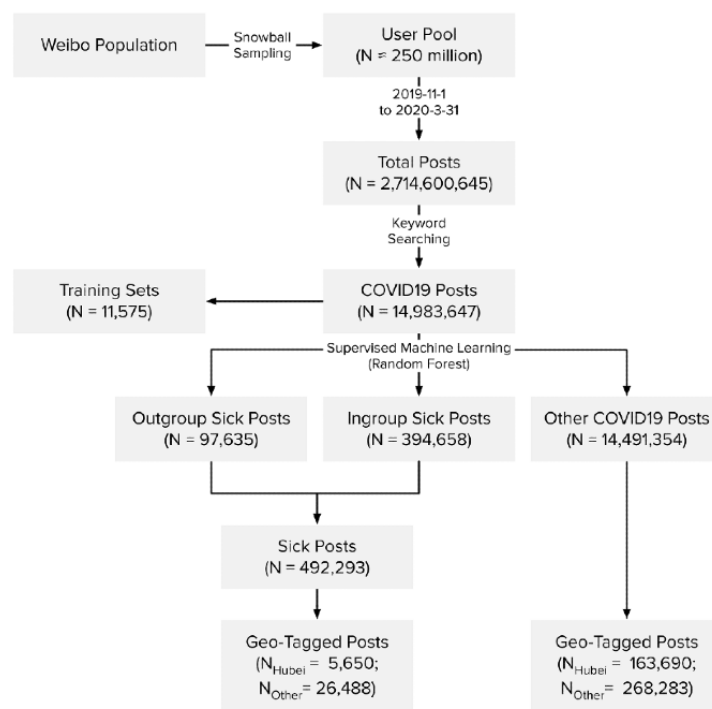 Weibo Population
Snowball
Sampling
User Pool
(N ≈ 250 million)
2019-11-1
to 2020-3-31
Total Posts
(N = 2,714,600,645)
Keyword
Searching
Training Sets
(N = 11,575)
COVID19 Posts
(N = 14,983,647)
Supervised Machine Learning
(Random Forest)
Outgroup Sick Posts
(N = 97,635)
Ingroup Sick Posts
(N = 394,658)
Other COVID19 Posts
(N = 14,491,354)
Sick Posts
(N = 492,293)
Geo-Tagged Posts
(NHubei = 5,650;
NOther= 26,488)
Geo-Tagged Posts
(NHubei = 163,690;
NOther= 268,283)